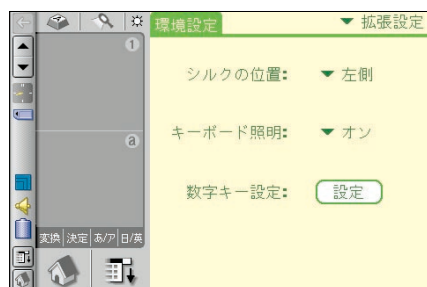 環境設定
▼ 拡張設定
1
シルクの位置: ▼ 左側
a
キーボード照明: ▼ オン
数字キー設定: 設定
変換 決定 あ/ア 日/英